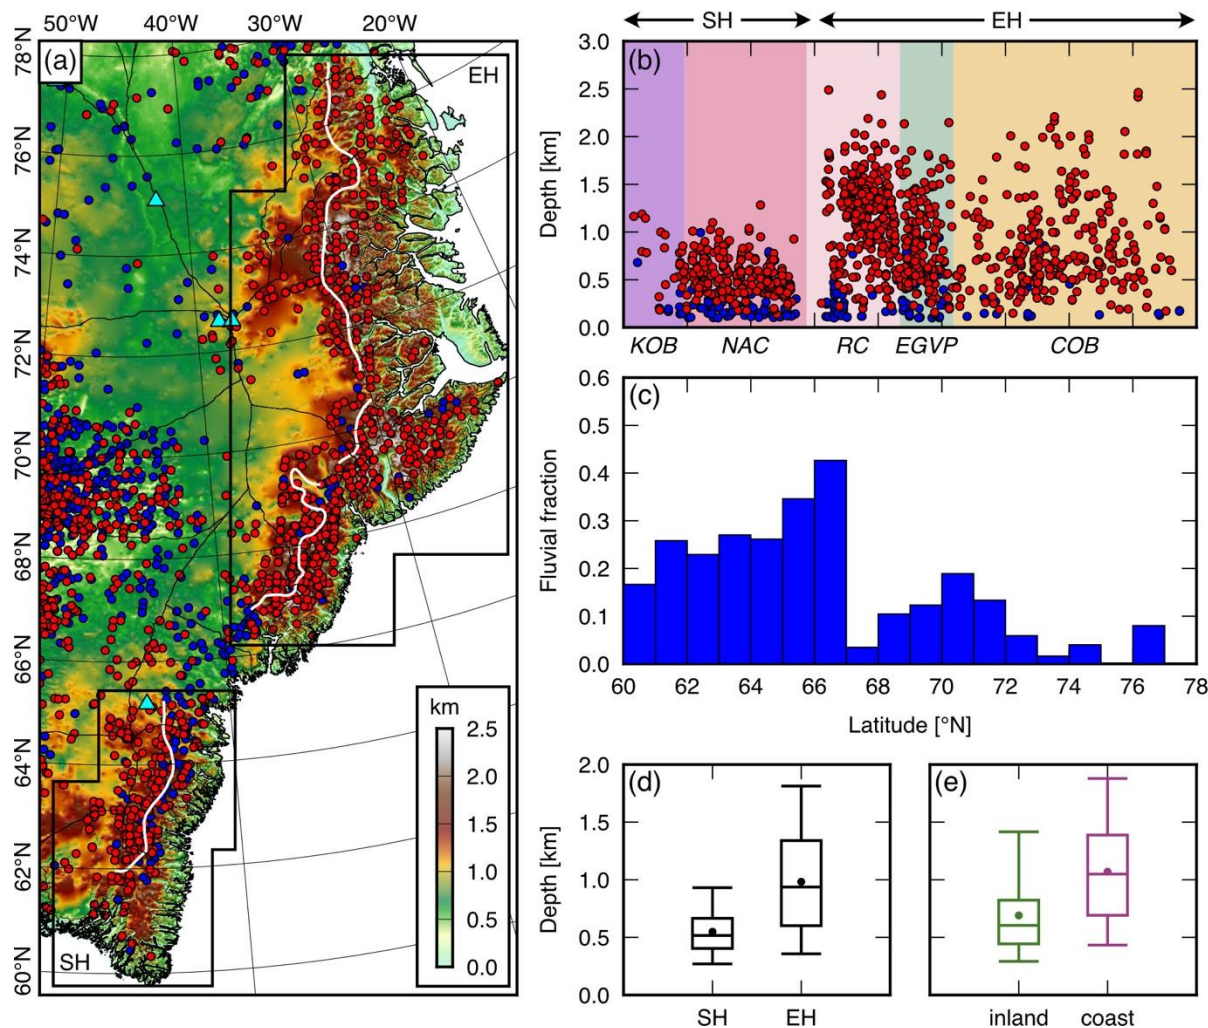 50°W 40°W 30°W 20°W
SH EH
(a)
EH
78°N
76°N
74°N
72°N
70°N
68°N
66°N
64°N
62°N
60°N
km
2.5
2.0
1.5
1.0
0.5
0.0
SH
(b)
Depth [km]
3.0
2.5
2.0
1.5
1.0
0.5
0.0
KOB NAC RC EGVP COB
(c)
Fluvial fraction
0.6
0.5
0.4
0.3
0.2
0.1
0.0
60 62 64 66 68 70 72 74 76 78
Latitude [°N]
(d)
Depth [km]
2.0
1.5
1.0
0.5
0.0
SH EH
(e)
inland coast